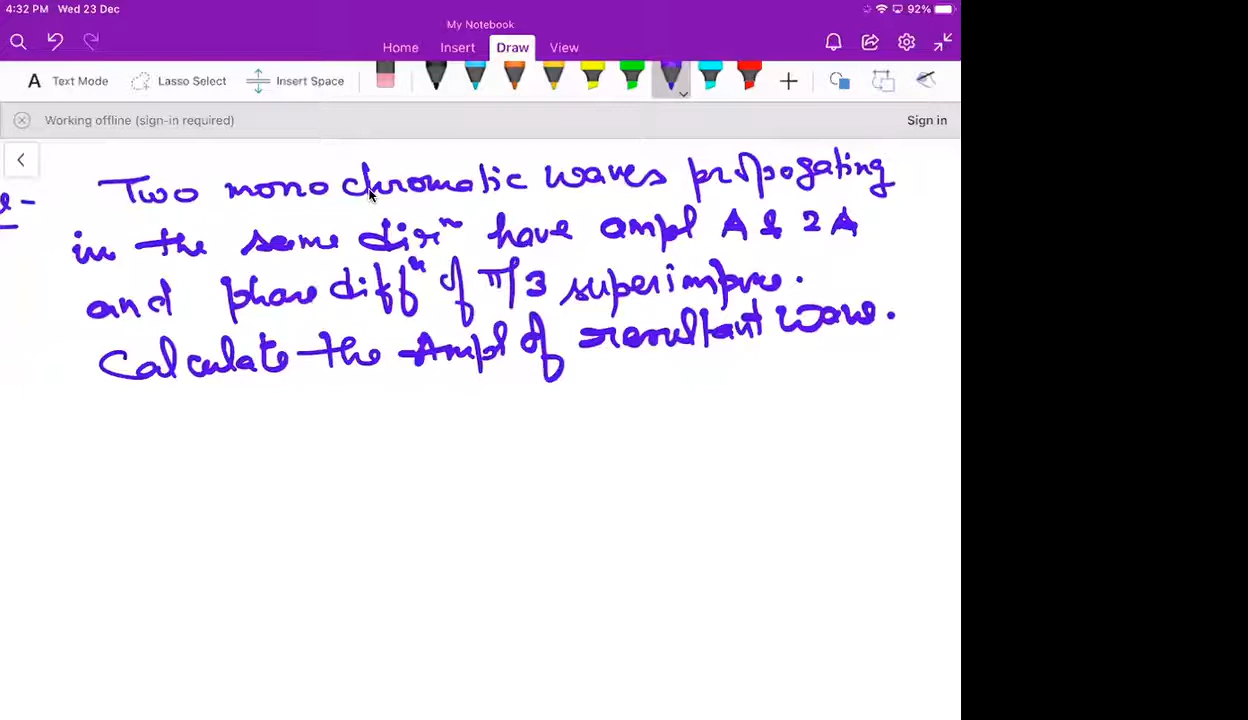 4:32 PM Wed 23 Dec
92%
My Notebook
Home Insert Draw View
A Text Mode Lasso Select Insert Space
Working offline (sign-in required) Sign in
Two monochromatic waves propogating
in the same dirⁿ have ampl A & 2A
and phase diffⁿ of π/3 superimpose.
Calculate the Ampl of resultant wave.